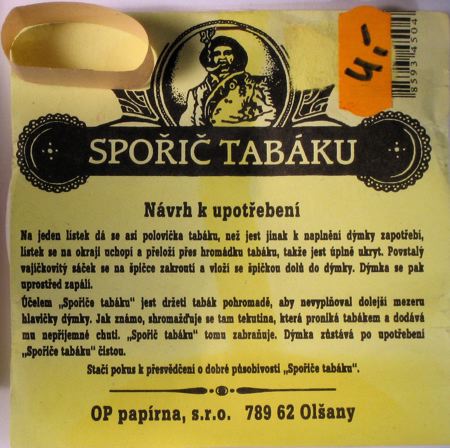 4,-
8593 4504
SPOŘIČ TABÁKU
Návrh k upotřebení
Na jeden lístek dá se asi polovička tabáku, než jest jinak k naplnění dýmky zapotřebí,
lístek se na okraji uchopí a přeloží přes hromádku tabáku, takže jest úplně ukryt. Povstalý
vajíčkovitý sáček se na špičce zakroutí a vloží se špičkou dolů do dýmky. Dýmka se pak
uprostřed zapálí.
Účelem „Spořiče tabáku" jest držeti tabák pohromadě, aby nevyplňoval dolejší mezeru
hlavičky dýmky. Jak známo, shromažďuje se tam tekutina, která proniká tabákem a dodává
mu nepříjemné chuti. „Spořič tabáku" tomu zabraňuje. Dýmka zůstává po upotřebení
„Spořiče tabáku" čistou.
Stačí pokus k přesvědčení o dobré působivosti „Spořiče tabáku".
OP papírna, s.r.o. 789 62 Olšany